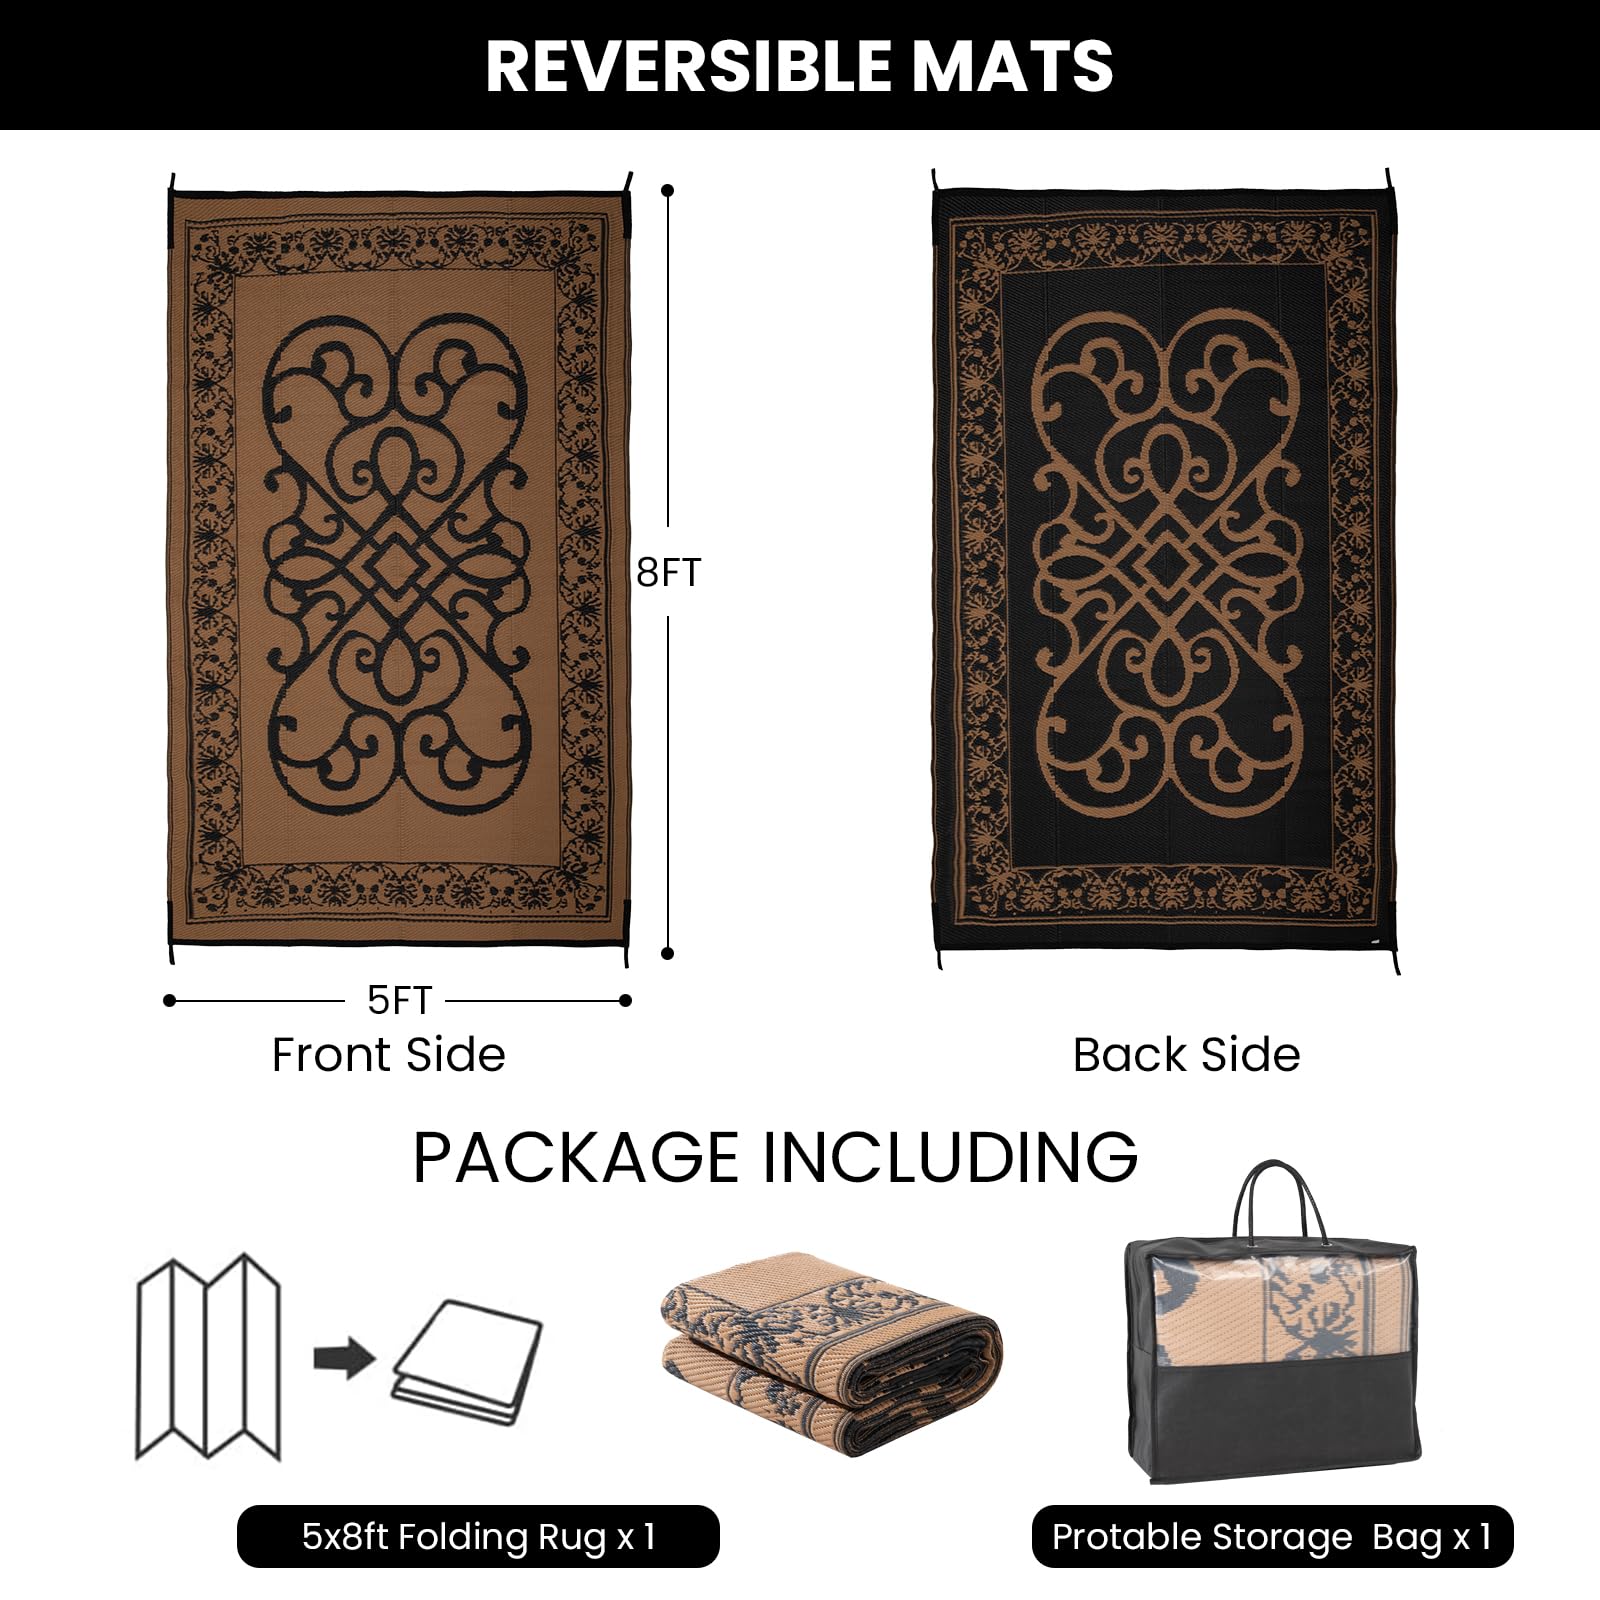 REVERSIBLE MATS
8FT
5FT
Front Side
Back Side
PACKAGE INCLUDING
5x8ft Folding Rug x 1
Protable Storage  Bag x 1